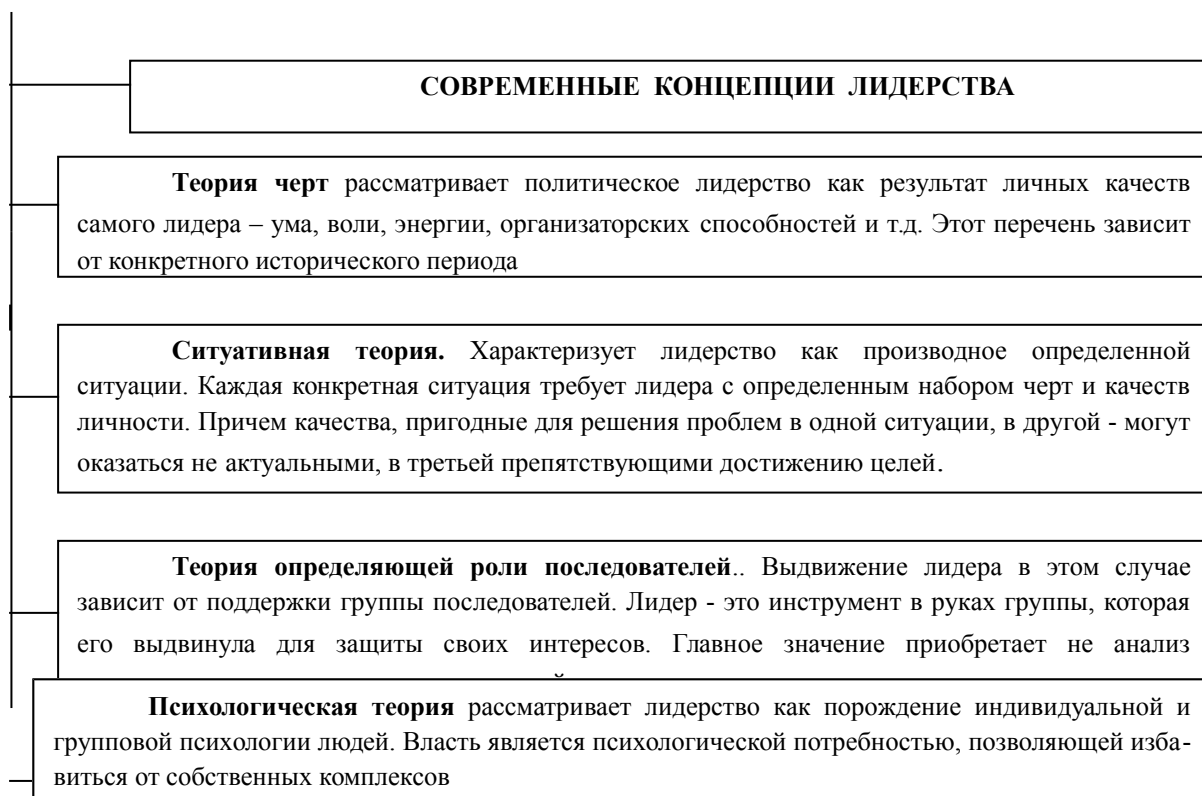 СОВРЕМЕННЫЕ КОНЦЕПЦИИ ЛИДЕРСТВА
Теория черт рассматривает политическое лидерство как результат личных качеств
самого лидера – ума, воли, энергии, организаторских способностей и т.д. Этот перечень зависит
от конкретного исторического периода
Ситуативная теория. Характеризует лидерство как производное определенной
ситуации. Каждая конкретная ситуация требует лидера с определенным набором черт и качеств
личности. Причем качества, пригодные для решения проблем в одной ситуации, в другой - могут
оказаться не актуальными, в третьей препятствующими достижению целей.
Теория определяющей роли последователей.. Выдвижение лидера в этом случае
зависит от поддержки группы последователей. Лидер - это инструмент в руках группы, которая
его выдвинула для защиты своих интересов. Главное значение приобретает не анализ
Психологическая теория рассматривает лидерство как порождение индивидуальной и
групповой психологии людей. Власть является психологической потребностью, позволяющей изба-
виться от собственных комплексов